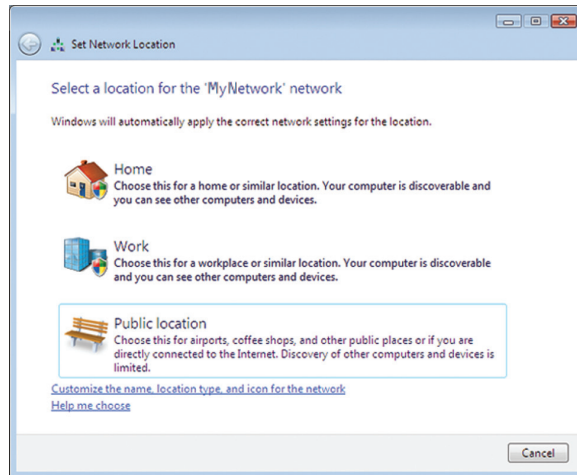 Set Network Location
Select a location for the 'MyNetwork' network
Windows will automatically apply the correct network settings for the location.
Home
Choose this for a home or similar location. Your computer is discoverable and
you can see other computers and devices.
Work
Choose this for a workplace or similar location. Your computer is discoverable
and you can see other computers and devices.
Public location
Choose this for airports, coffee shops, and other public places or if you are
directly connected to the Internet. Discovery of other computers and devices is
limited.
Customize the name, location type, and icon for the network
Help me choose
Cancel